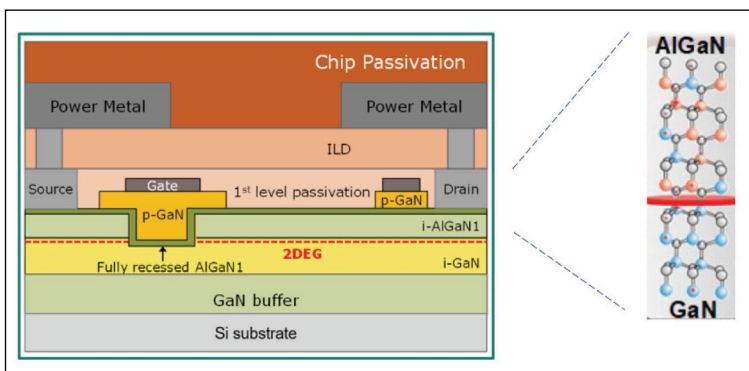 Chip Passivation
AlGaN
Power Metal
Power Metal
ILD
Source
Gate
1st level passivation
Drain
p-GaN
p-GaN
i-AlGaN1
2DEG
Fully recessed AlGaN1
i-GaN
GaN buffer
GaN
Si substrate